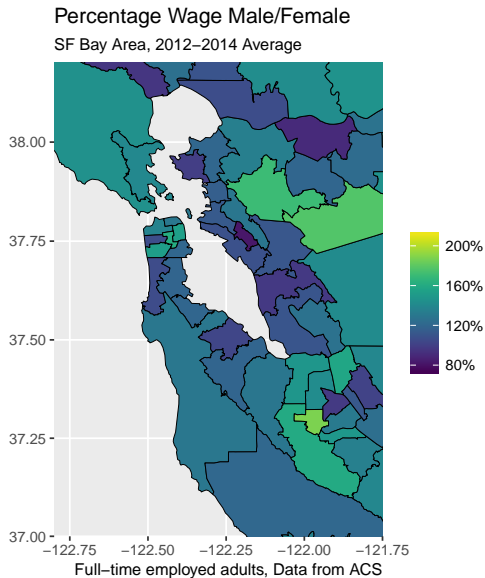 Percentage Wage Male/Female
SF Bay Area, 2012−2014 Average
38.00
37.75
37.50
37.25
37.00
200%
160%
120%
80%
−122.75 −122.50 −122.25 −122.00 −121.75
Full−time employed adults, Data from ACS